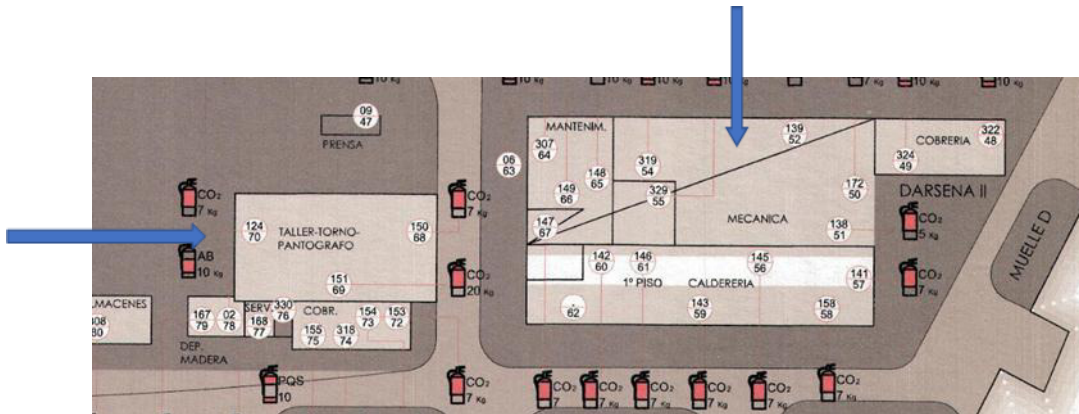 10 Kg
10 Kg
10 Kg
10 Kg
10 Kg
10 Kg
7 Kg
10 Kg
10 Kg
09
47
PRENSA
MANTENIM.
307
64
148
65
149
66
147
67
06
63
319
54
329
55
139
52
172
50
138
51
MECANICA
COBRERIA
322
48
324
49
DARSENA II
MUELLE D
CO2
5 Kg
CO2
7 Kg
CO2
7 Kg
AB
10 Kg
124
70
TALLER-TORNO-
PANTOGRAFO
150
68
151
69
CO2
7 Kg
CO2
20 Kg
142
60
146
61
1º PISO
CALDERERIA
145
56
141
57
62
143
59
158
58
LMACENES
308
80
167
79
02
78
SERV.
168
77
330
76
COBR.
155
75
318
74
154
73
153
72
DEP.
MADERA
PQS
10
CO2
7 Kg
CO2
7
CO2
7 Kg
CO2
7 Kg
CO2
7 Kg
CO2
7 Kg
CO2
7 Kg